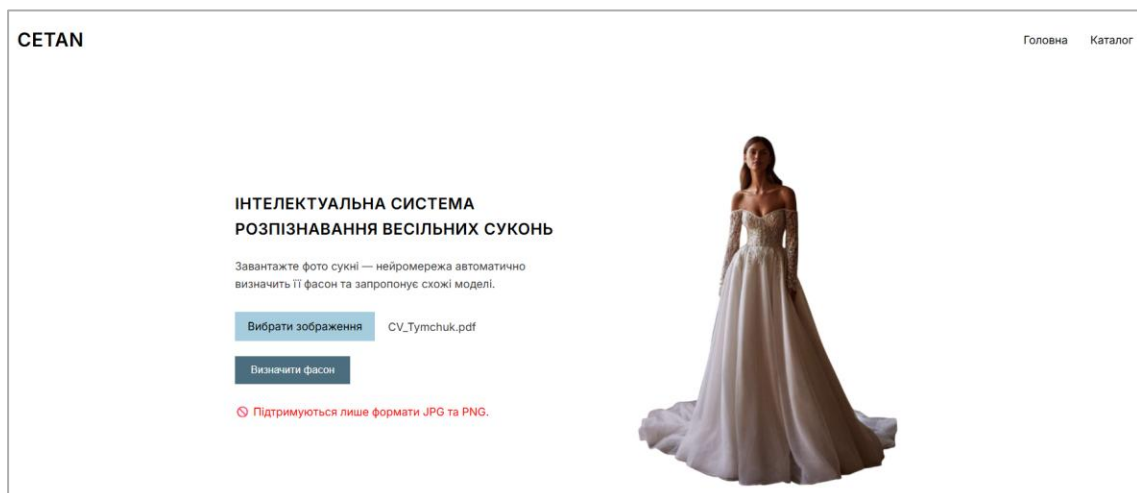 CETAN
Головна Каталог
ІНТЕЛЕКТУАЛЬНА СИСТЕМА
РОЗПІЗНАВАННЯ ВЕСІЛЬНИХ СУКОНЬ
Завантажте фото сукні — нейромережа автоматично
визначить її фасон та запропонує схожі моделі.
Вибрати зображення CV_Tymchuk.pdf
Визначити фасон
Підтримуються лише формати JPG та PNG.